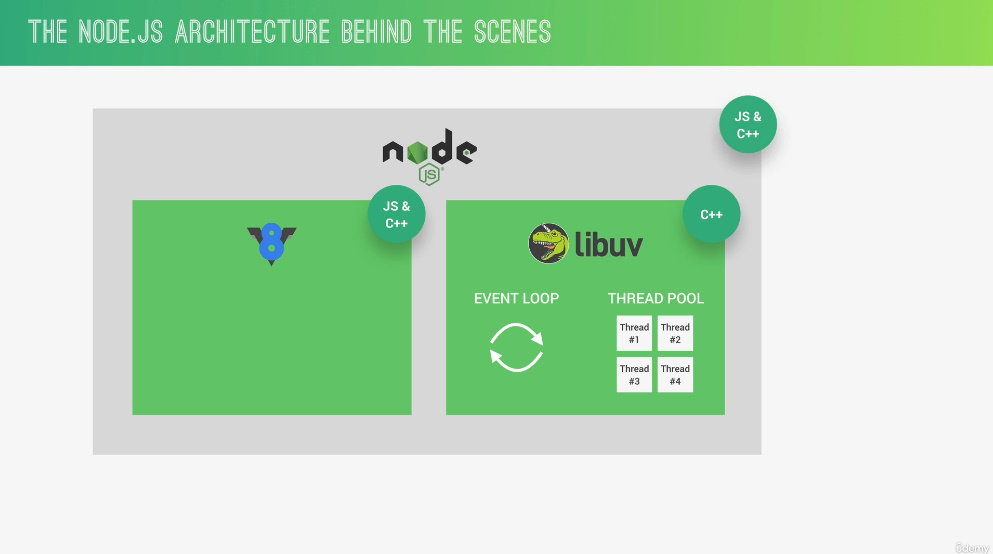 THE NODE.JS ARCHITECTURE BEHIND THE SCENES
JS &
C++
node
JS
JS &
C++
8
C++
libuv
EVENT LOOP
THREAD POOL
Thread
#1
Thread
#2
Thread
#3
Thread
#4
ûdemy